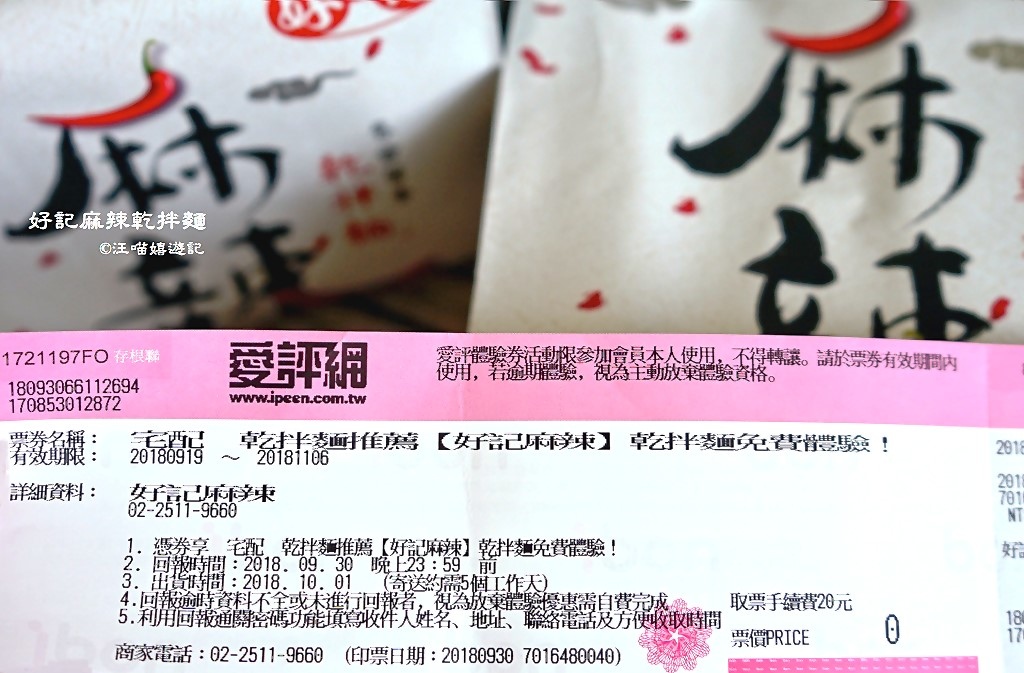 麻辣
麻辣
好記麻辣乾拌麵
©汪喵嬉遊記
1721197FO 存根聯
18093066112694
170853012872
愛評網
www.ipeen.com.tw
愛評體驗券活動限參加會員本人使用，不得轉讓。請於票券有效期間內
使用，若逾期體驗，視為主動放棄體驗資格。
票券名稱： 宅配 乾拌麵推薦【好記麻辣】乾拌麵免費體驗！
有效期限： 20180919 ～ 20181106
詳細資料： 好記麻辣
02-2511-9660
1. 憑券享 宅配 乾拌麵推薦【好記麻辣】乾拌麵免費體驗！
2. 回報時間：2018.09.30 晚上23：59 前
3. 出貨時間：2018.10.01 （寄送約需5個工作天）
4.回報逾時資料不全或未進行回報者，視為放棄體驗優惠需自費完成
5.利用回報通關密碼功能填寫收件人姓名、地址、聯絡電話及方便收取時間
商家電話：02-2511-9660 （印票日期：20180930 7016480040）
取票手續費20元
票價PRICE 0